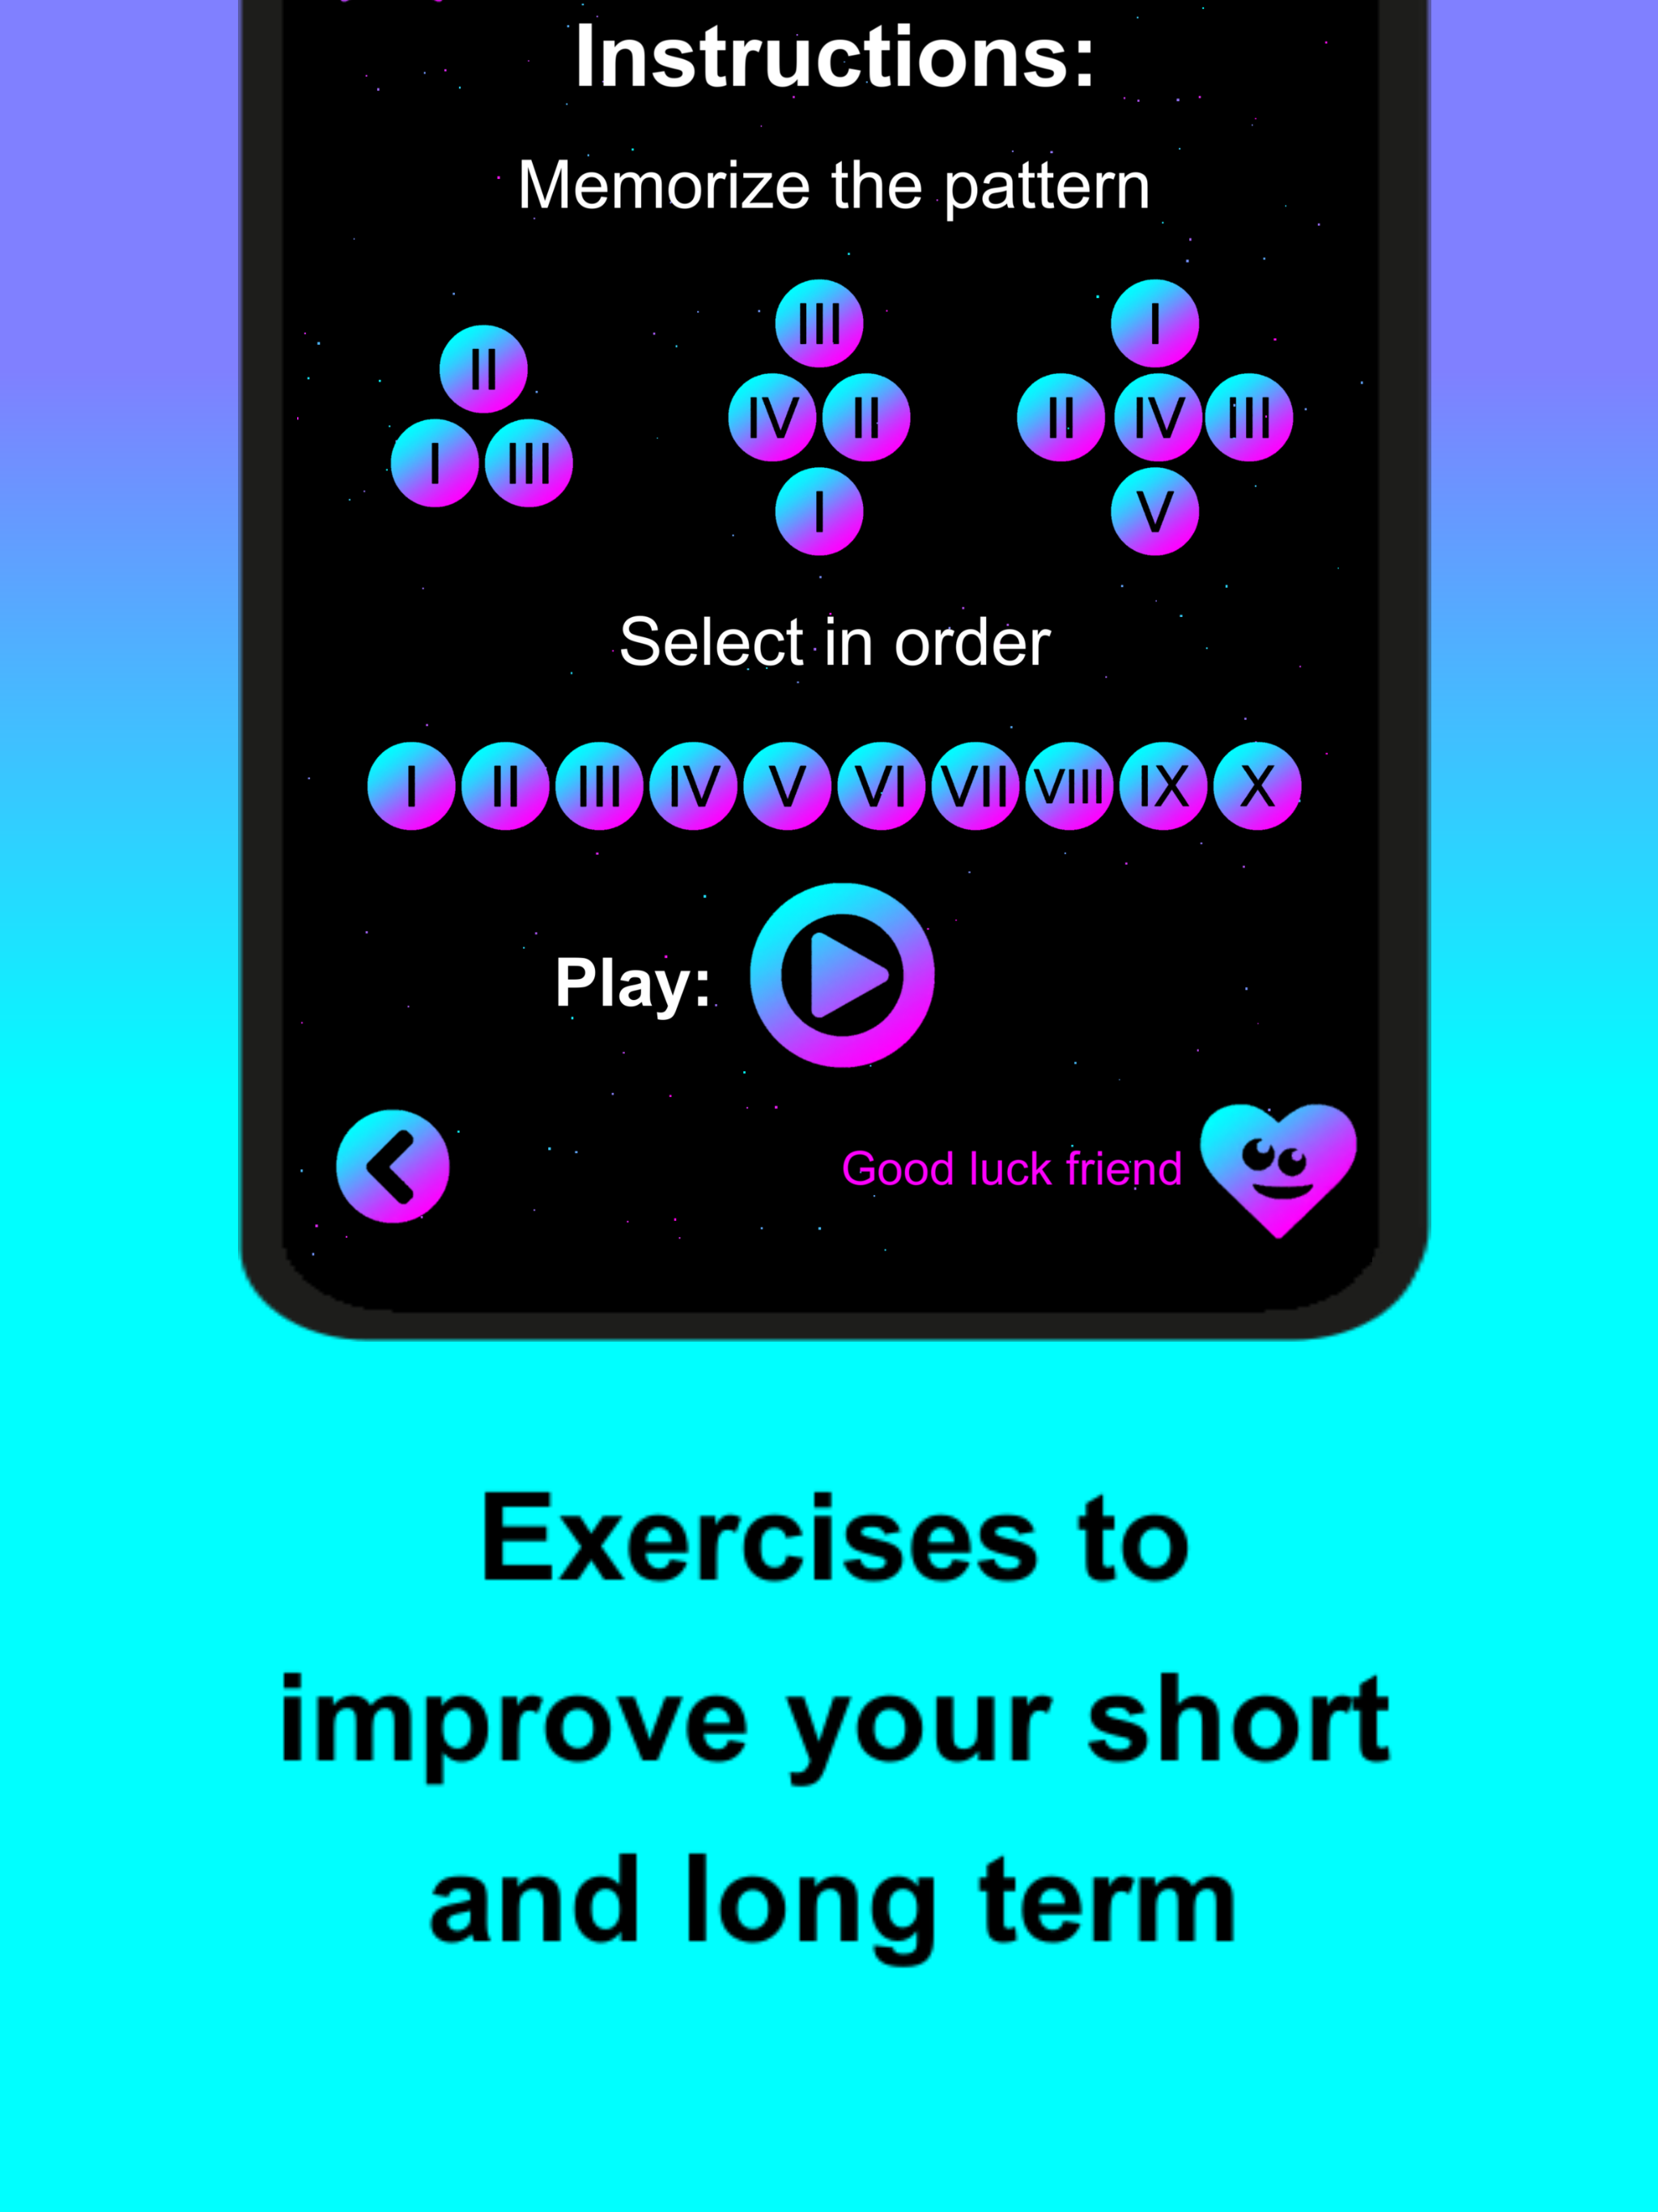 Instructions:
Memorize the pattern
III I
II
IV II II IV III
I III
I V
Select in order
I II III IV V VI VII VIIII IX X
Play:
Good luck friend
Exercises to
improve your short
and long term